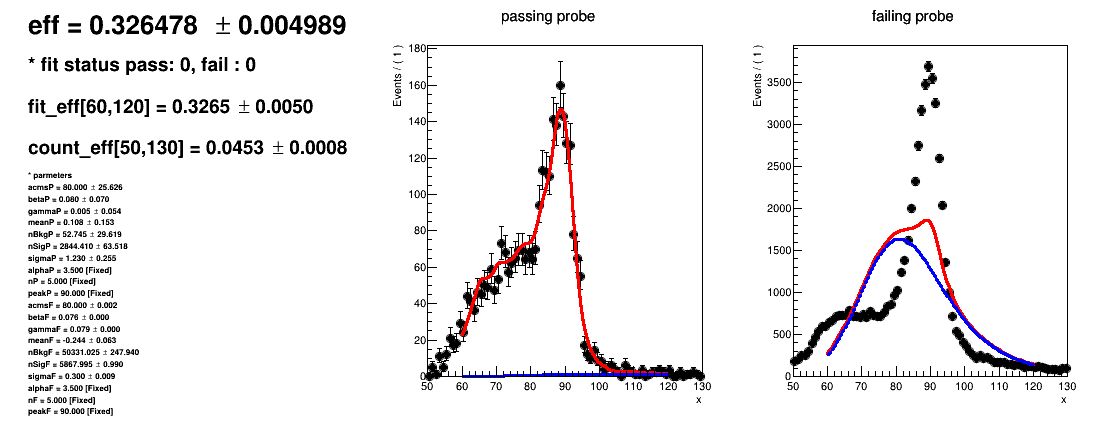 eff = 0.326478 ± 0.004989
* fit status pass: 0, fail : 0
fit_eff[60,120] = 0.3265 ± 0.0050
count_eff[50,130] = 0.0453 ± 0.0008
* parmeters
acmsP = 80.000 ± 25.626
betaP = 0.080 ± 0.070
gammaP = 0.005 ± 0.054
meanP = 0.108 ± 0.153
nBkgP = 52.745 ± 29.619
nSigP = 2844.410 ± 63.518
sigmaP = 1.230 ± 0.255
alphaP = 3.500 [Fixed]
nP = 5.000 [Fixed]
peakP = 90.000 [Fixed]
acmsF = 80.000 ± 0.002
betaF = 0.076 ± 0.000
gammaF = 0.079 ± 0.000
meanF = -0.244 ± 0.063
nBkgF = 50331.025 ± 247.940
nSigF = 5867.995 ± 0.990
sigmaF = 0.300 ± 0.009
alphaF = 3.500 [Fixed]
nF = 5.000 [Fixed]
peakF = 90.000 [Fixed]
passing probe
Events / ( 1 )
180
160
140
120
100
80
60
40
20
0
50 60 70 80 90 100 110 120 130
x
failing probe
Events / ( 1 )
3500
3000
2500
2000
1500
1000
500
0
50 60 70 80 90 100 110 120 130
x